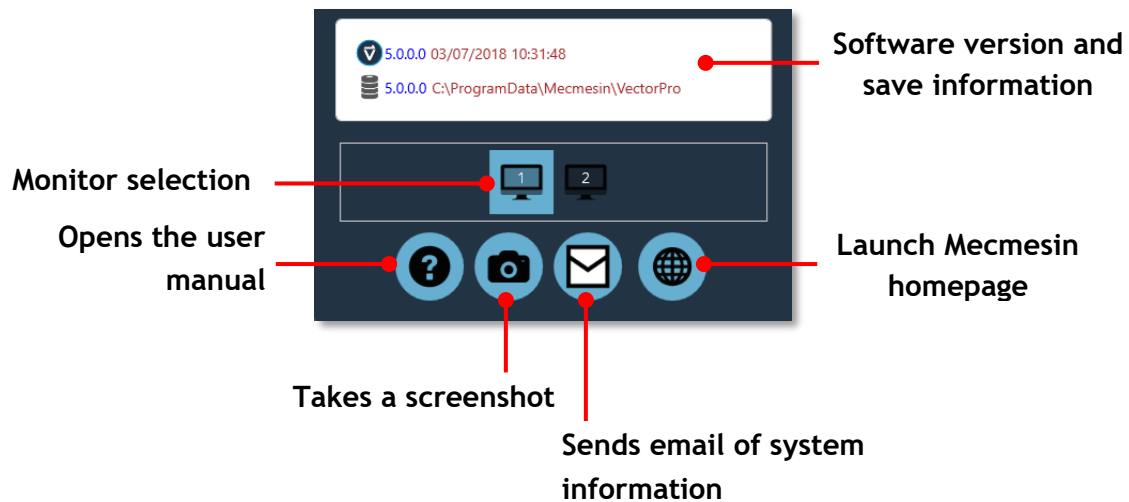 5.0.0.0 03/07/2018 10:31:48
5.0.0.0 C:\ProgramData\Mecmesin\VectorPro
Software version and
save information
Monitor selection
1
2
Opens the user
manual
?
Launch Mecmesin
homepage
Takes a screenshot
Sends email of system
information